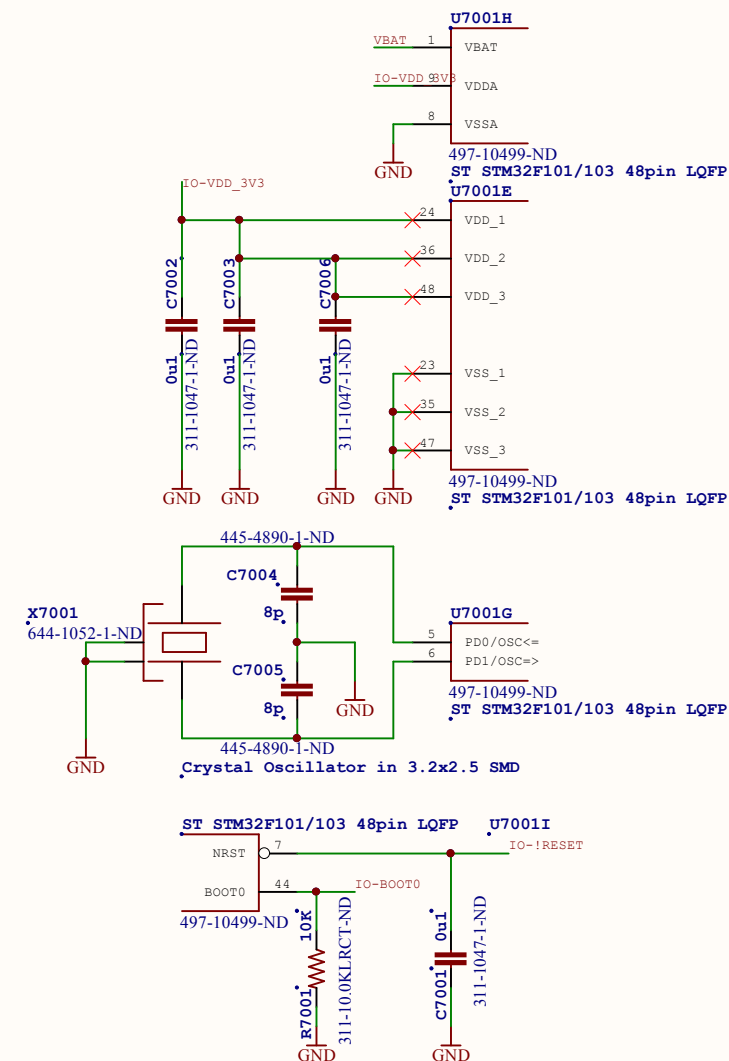 U7001H
VBAT 1 VBAT
IO-VDD_3V3 9 VDDA
8 VSSA
GND
497-10499-ND
ST STM32F101/103 48pin LQFP
IO-VDD_3V3
U7001E
24 VDD_1
36 VDD_2
48 VDD_3
C7002
0u1
311-1047-1-ND
C7003
0u1
311-1047-1-ND
C7006
0u1
311-1047-1-ND
23 VSS_1
35 VSS_2
47 VSS_3
GND GND GND GND
497-10499-ND
ST STM32F101/103 48pin LQFP
445-4890-1-ND
C7004
8p
X7001
644-1052-1-ND
U7001G
5 PD0/OSC<=
6 PD1/OSC=>
C7005
8p
GND
497-10499-ND
ST STM32F101/103 48pin LQFP
445-4890-1-ND
GND
Crystal Oscillator in 3.2x2.5 SMD
ST STM32F101/103 48pin LQFP U7001I
NRST 7 IO-!RESET
BOOT0 44 IO-BOOT0
497-10499-ND
10K
R7001
311-10.0KLRCT-ND
0u1
C7001
311-1047-1-ND
GND GND